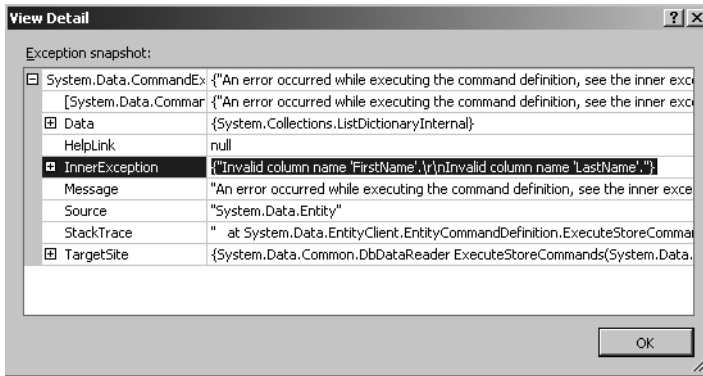 View Detail
Exception snapshot:
System.Data.CommandEx {"An error occurred while executing the command definition, see the inner exce
[System.Data.Comman {"An error occurred while executing the command definition, see the inner exce
Data {System.Collections.ListDictionaryInternal}
HelpLink null
InnerException {"Invalid column name 'FirstName'.\r\nInvalid column name 'LastName'."}
Message "An error occurred while executing the command definition, see the inner exce
Source "System.Data.Entity"
StackTrace " at System.Data.EntityClient.EntityCommandDefinition.ExecuteStoreComman
TargetSite {System.Data.Common.DbDataReader ExecuteStoreCommands(System.Data.
OK